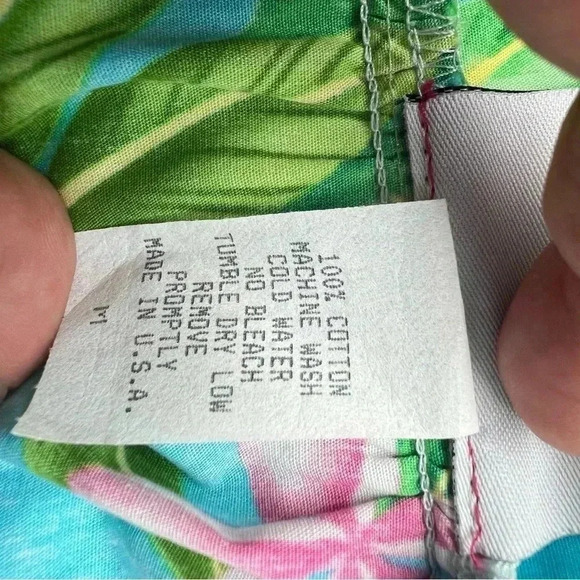 100% COTTON
MACHINE WASH
COLD WATER
NO BLEACH
TUMBLE DRY LOW
REMOVE
PROMPTLY
MADE IN U.S.A.
M